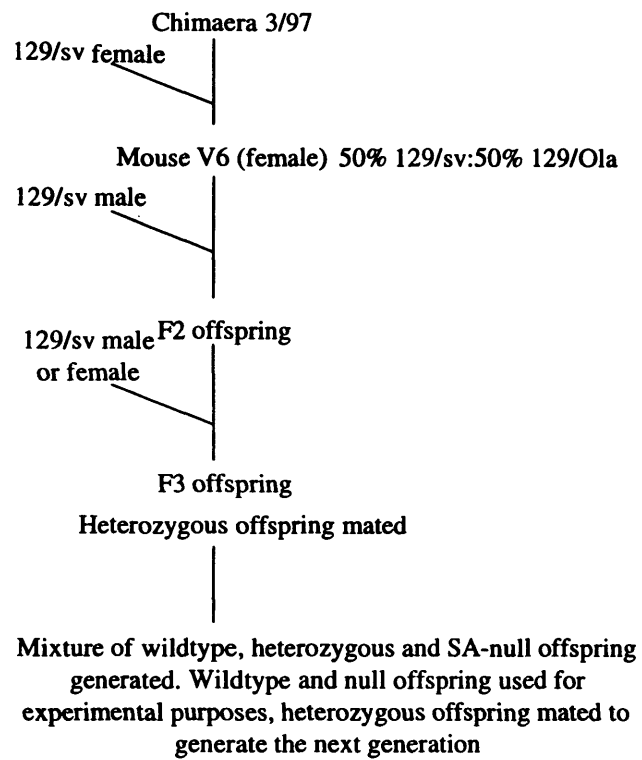 Chimaera 3/97
129/sv female
Mouse V6 (female) 50% 129/sv:50% 129/Ola
129/sv male
F2 offspring
129/sv male
or female
F3 offspring
Heterozygous offspring mated
Mixture of wildtype, heterozygous and SA-null offspring
generated. Wildtype and null offspring used for
experimental purposes, heterozygous offspring mated to
generate the next generation